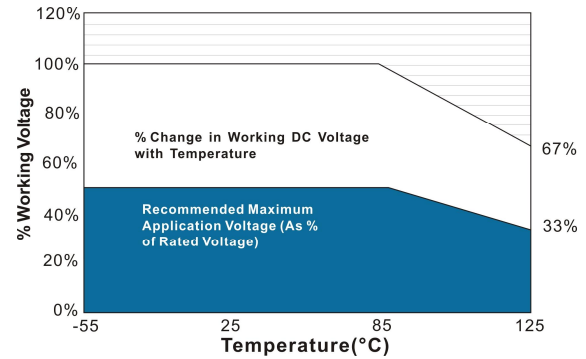 120%
100%
80%
60%
40%
20%
0%
% Working Voltage
% Change in Working DC Voltage
with Temperature
67%
Recommended Maximum
Application Voltage (As %
of Rated Voltage)
33%
-55
25
85
125
Temperature(°C)